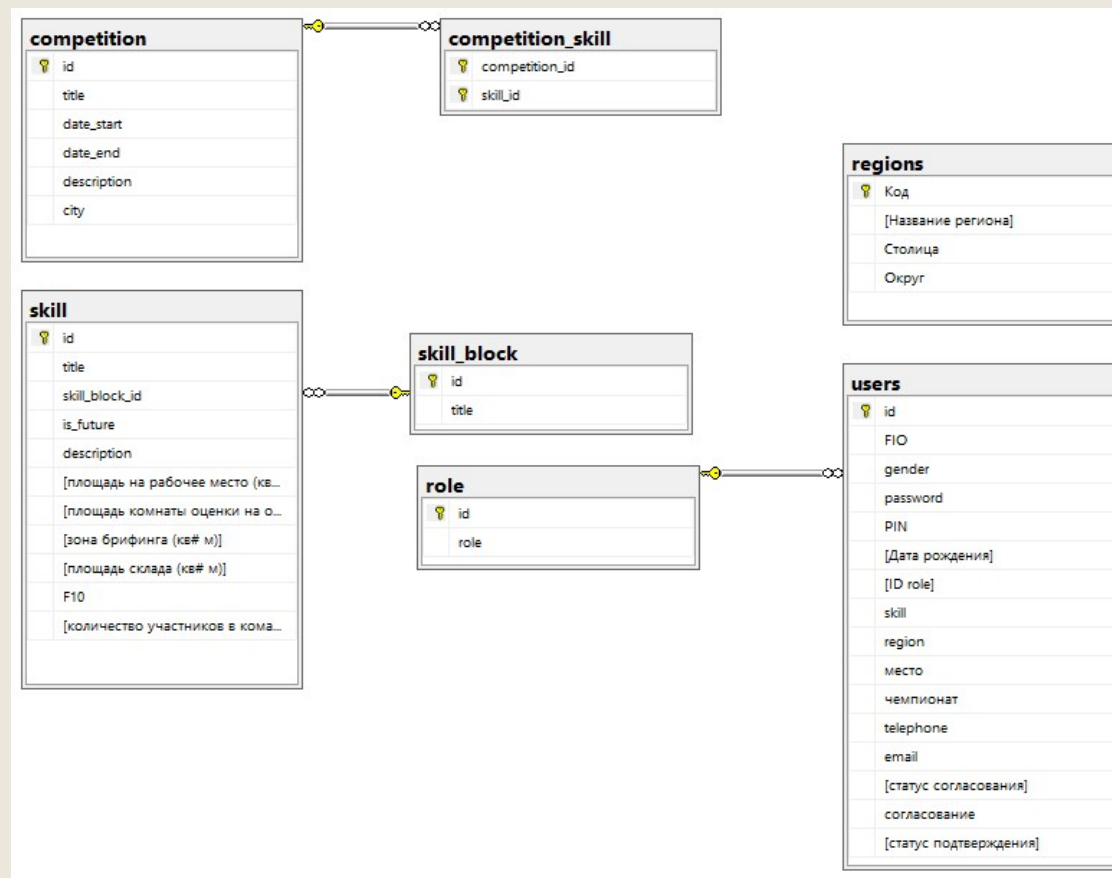 competition
id
title
date_start
date_end
description
city
competition_skill
competition_id
skill_id
regions
Код
[Название региона]
Столица
Округ
skill
id
title
skill_block_id
is_future
description
[площадь на рабочее место (кв...
[площадь комнаты оценки на о...
[зона брифинга (кв# м)]
[площадь склада (кв# м)]
F10
[количество участников в кома...
skill_block
id
title
role
id
role
users
id
FIO
gender
password
PIN
[Дата рождения]
[ID role]
skill
region
место
чемпионат
telephone
email
[статус согласования]
согласование
[статус подтверждения]